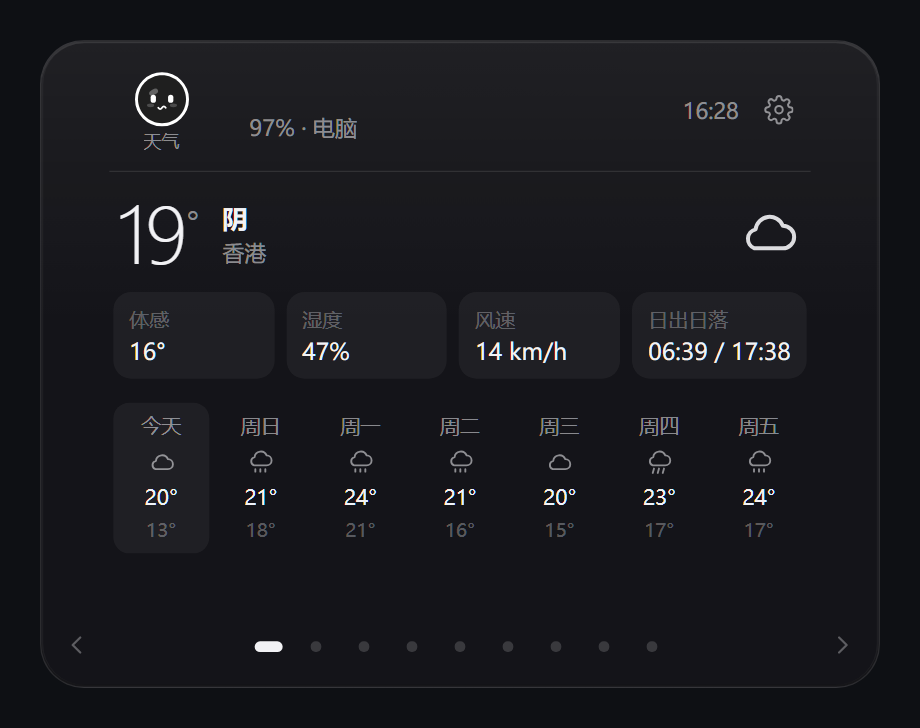 天气
97% · 电脑
16:28
19°
阴
香港
体感
16°
湿度
47%
风速
14 km/h
日出日落
06:39 / 17:38
今天 周日 周一 周二 周三 周四 周五
20° 21° 24° 21° 20° 23° 24°
13° 18° 21° 16° 15° 17° 17°